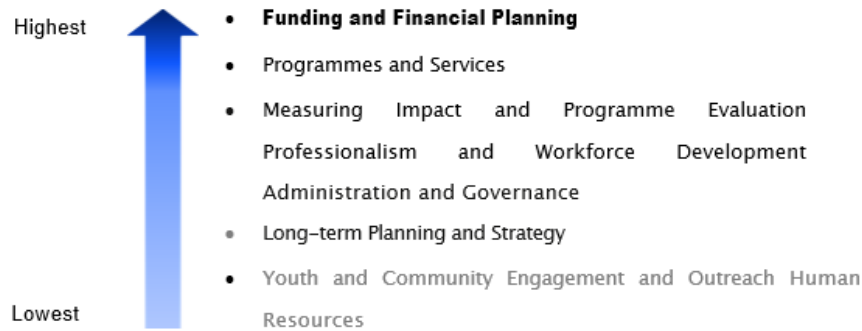 Highest
• Funding and Financial Planning
• Programmes and Services
• Measuring Impact and Programme Evaluation
Professionalism and Workforce Development
Administration and Governance
• Long-term Planning and Strategy
• Youth and Community Engagement and Outreach Human
Resources
Lowest